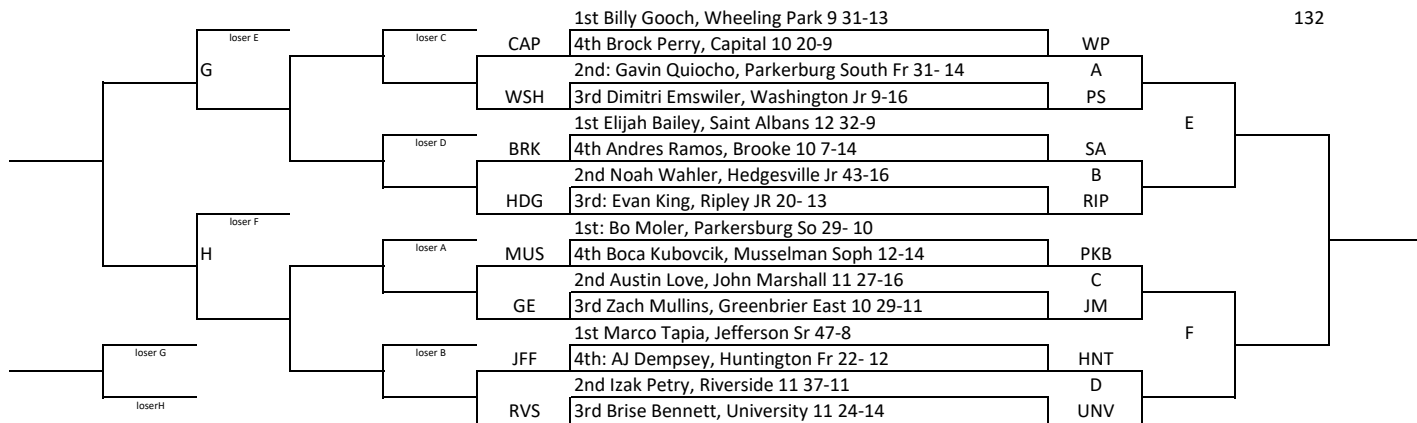 1st Billy Gooch, Wheeling Park 9 31-13 132
loser E loser C CAP 4th Brock Perry, Capital 10 20-9 WP
G 2nd: Gavin Quiocho, Parkerburg South Fr 31- 14 A
WSH 3rd Dimitri Emswiler, Washington Jr 9-16 PS
1st Elijah Bailey, Saint Albans 12 32-9 E
loser D BRK 4th Andres Ramos, Brooke 10 7-14 SA
2nd Noah Wahler, Hedgesville Jr 43-16 B
HDG 3rd: Evan King, Ripley JR 20- 13 RIP
loser F 1st: Bo Moler, Parkersburg So 29- 10
H loser A MUS 4th Boca Kubovcik, Musselman Soph 12-14 PKB
2nd Austin Love, John Marshall 11 27-16 C
GE 3rd Zach Mullins, Greenbrier East 10 29-11 JM
1st Marco Tapia, Jefferson Sr 47-8 F
loser G loser B JFF 4th: AJ Dempsey, Huntington Fr 22- 12 HNT
2nd Izak Petry, Riverside 11 37-11 D
loserH RVS 3rd Brise Bennett, University 11 24-14 UNV